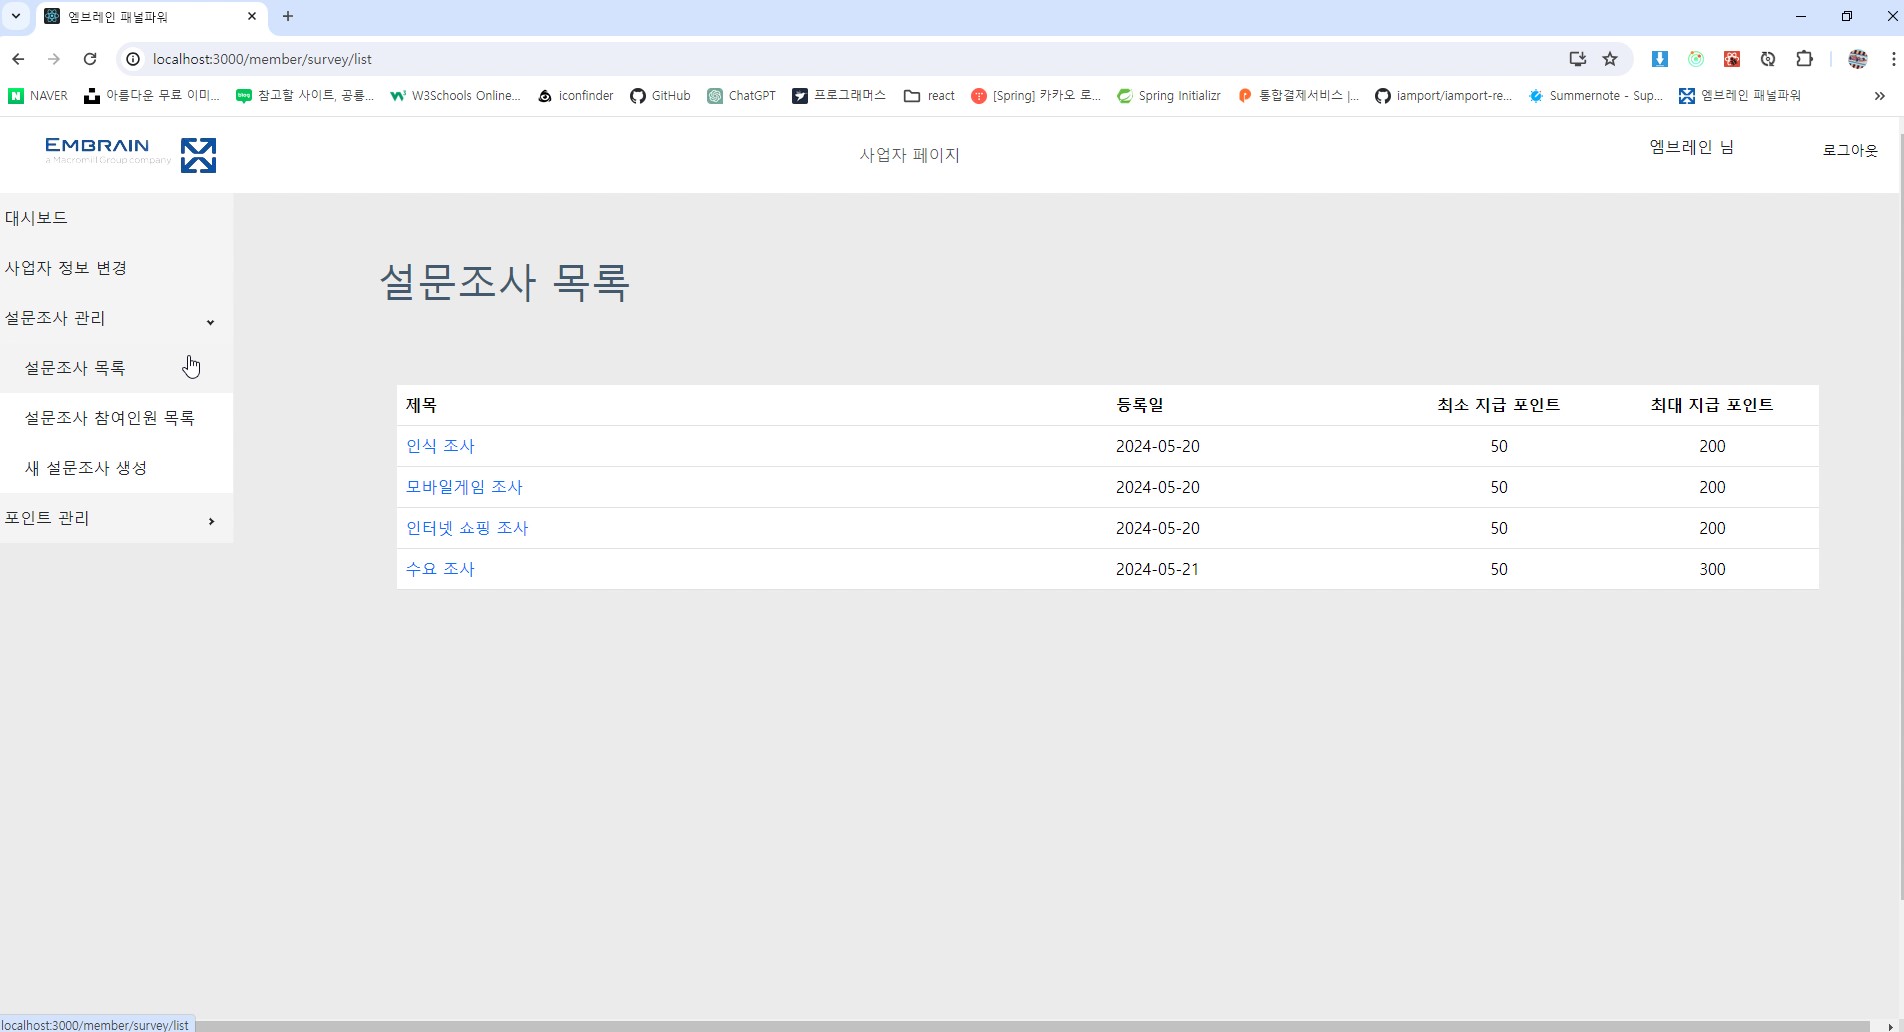 엠브레인 패널파워
localhost:3000/member/survey/list
NAVER 아름다운 무료 이미... 참고할 사이트, 공룡... W3Schools Online... iconfinder GitHub ChatGPT 프로그래머스 react [Spring] 카카오 로... Spring Initializr 통합결제서비스 |... iamport/iamport-re... Summernote - Sup... 엠브레인 패널파워
EMBRAIN
a Macromill Group company
사업자 페이지
엠브레인 님
로그아웃
대시보드
사업자 정보 변경
설문조사 관리
설문조사 목록
설문조사 참여인원 목록
새 설문조사 생성
포인트 관리
설문조사 목록
제목 등록일 최소 지급 포인트 최대 지급 포인트
인식 조사 2024-05-20 50 200
모바일게임 조사 2024-05-20 50 200
인터넷 쇼핑 조사 2024-05-20 50 200
수요 조사 2024-05-21 50 300
localhost:3000/member/survey/list